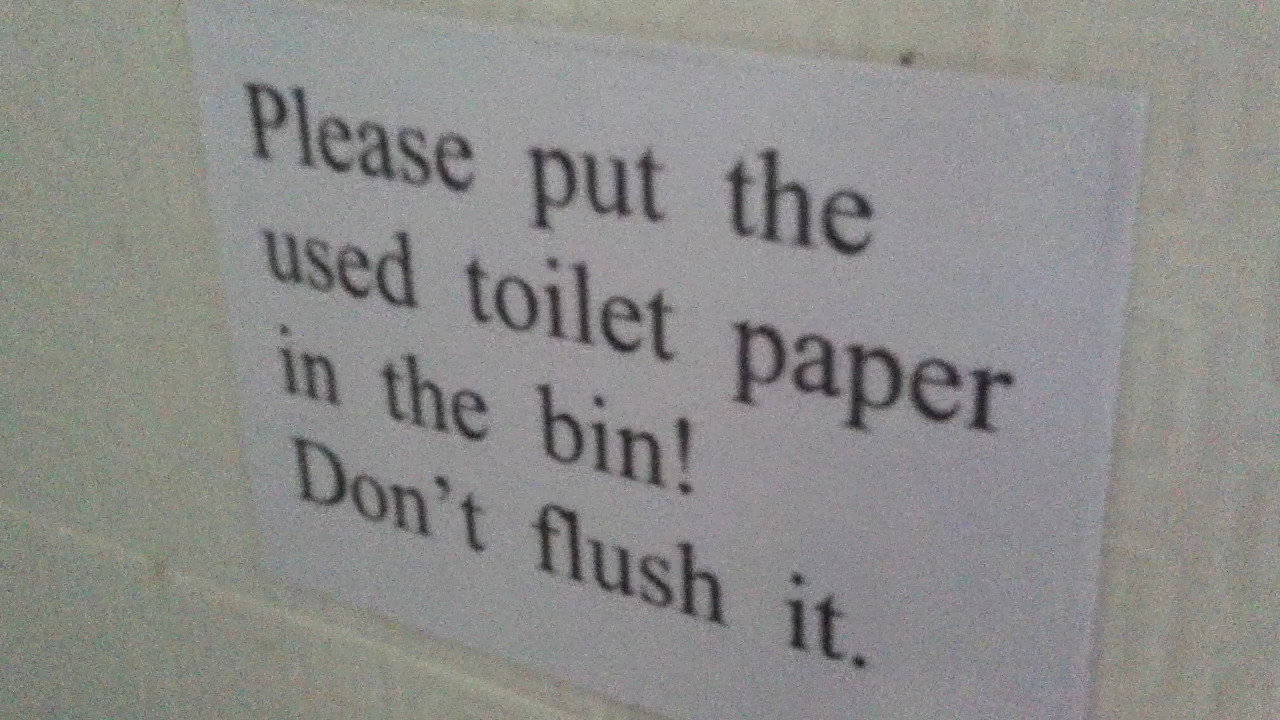 Please put the
used toilet paper
in the bin!
Don't flush it.